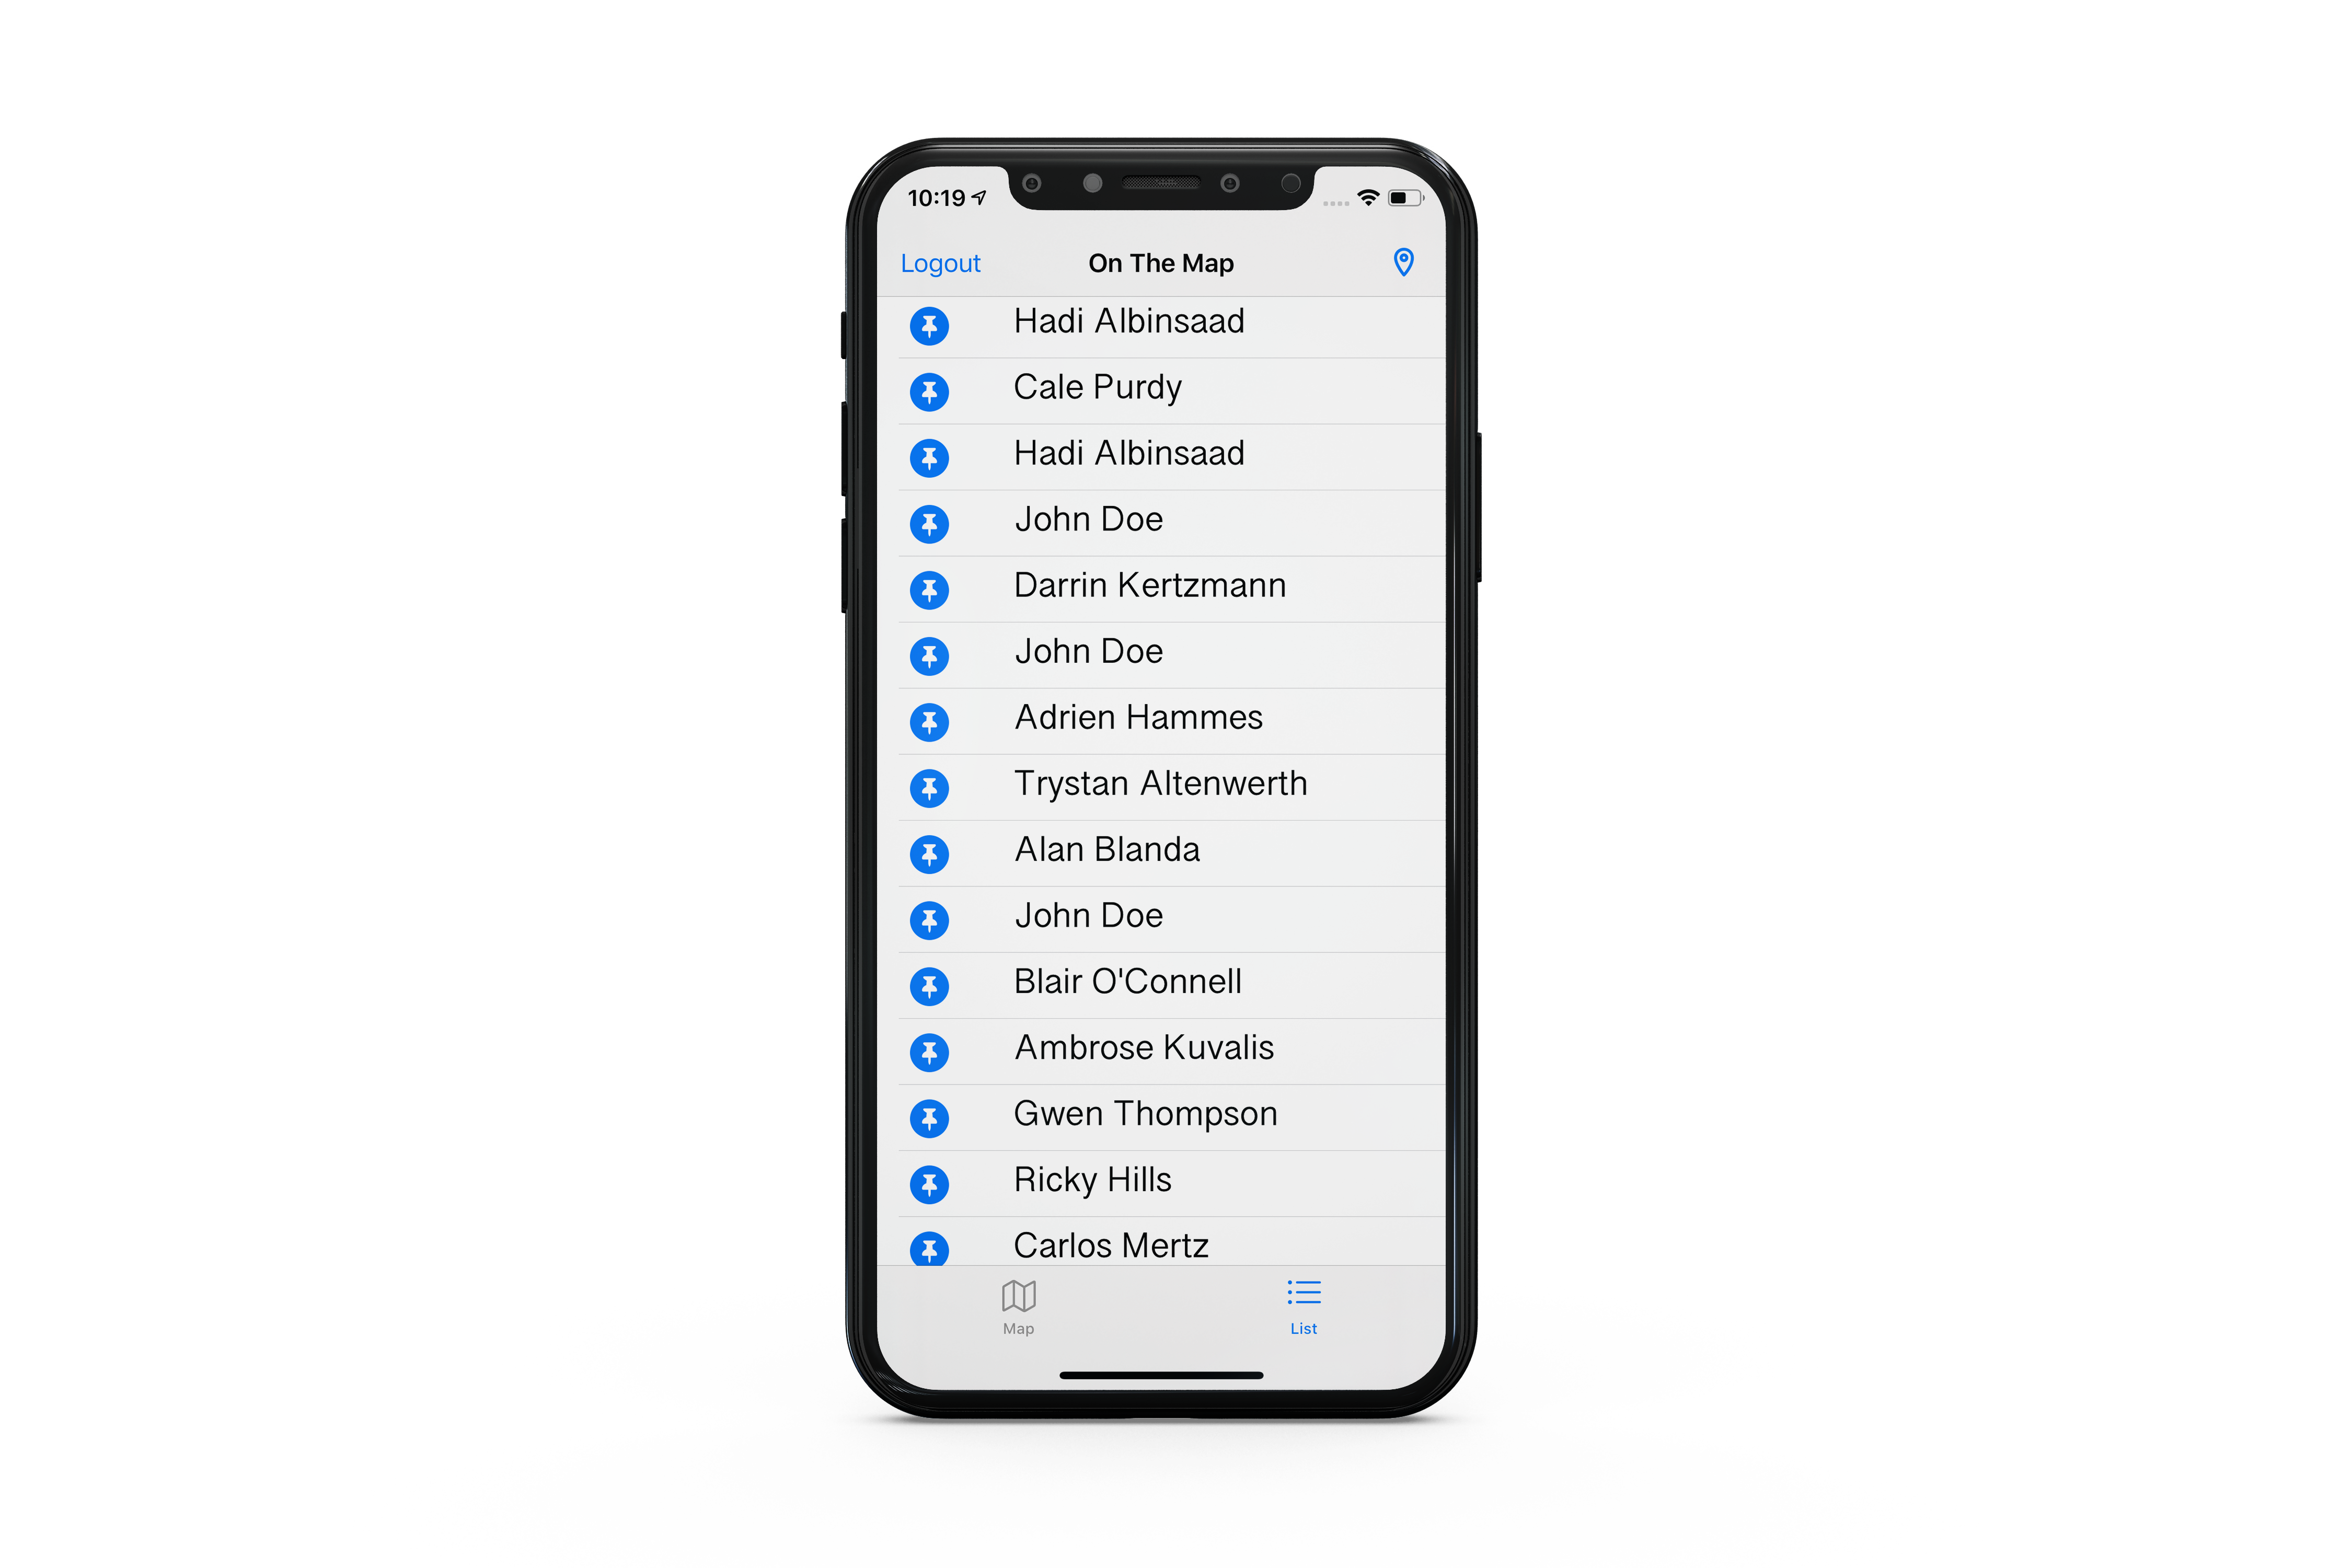 10:19
Logout On The Map
Hadi Albinsaad
Cale Purdy
Hadi Albinsaad
John Doe
Darrin Kertzmann
John Doe
Adrien Hammes
Trystan Altenwerth
Alan Blanda
John Doe
Blair O'Connell
Ambrose Kuvalis
Gwen Thompson
Ricky Hills
Carlos Mertz
Map List